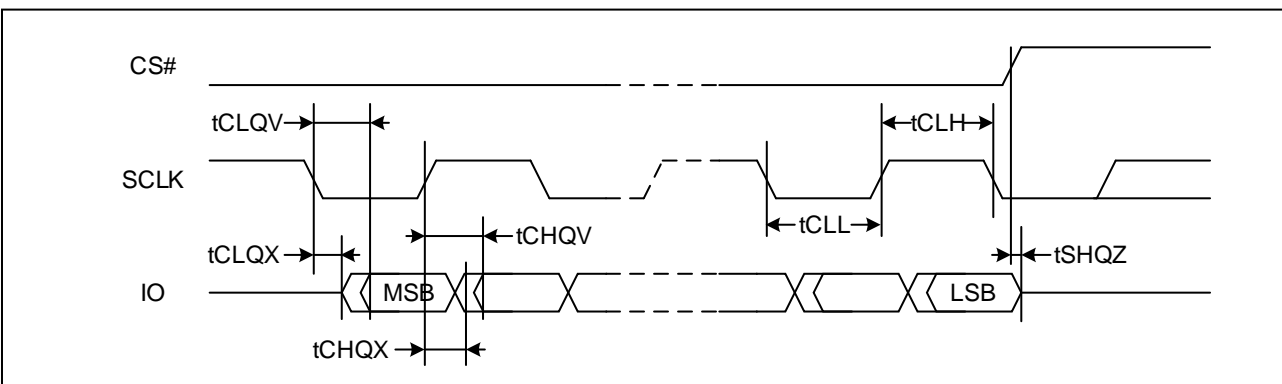 CS#
tCLQV
tCLH
SCLK
tCLL
tCHQV
tCLQX
tSHQZ
IO
MSB
LSB
tCHQX